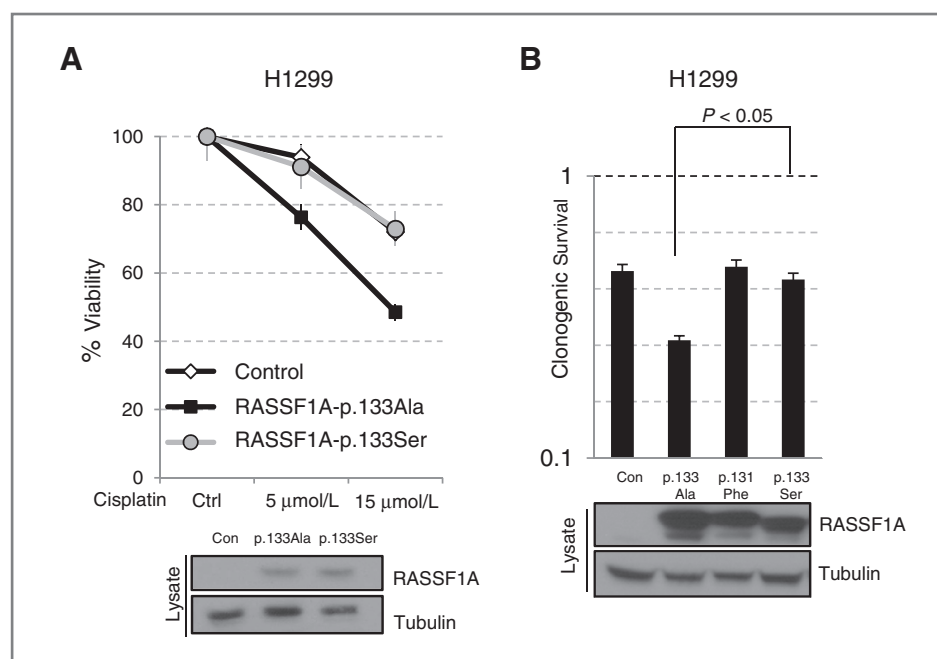 A
H1299
% Viability
100
80
60
40
20
0
Control
RASSF1A-p.133Ala
RASSF1A-p.133Ser
Cisplatin Ctrl 5 μmol/L 15 μmol/L
Con p.133Ala p.133Ser
Lysate
RASSF1A
Tubulin
B
H1299
P < 0.05
Clonogenic Survival
1
0.1
Con p.133 p.131 p.133
Ala Phe Ser
Lysate
RASSF1A
Tubulin